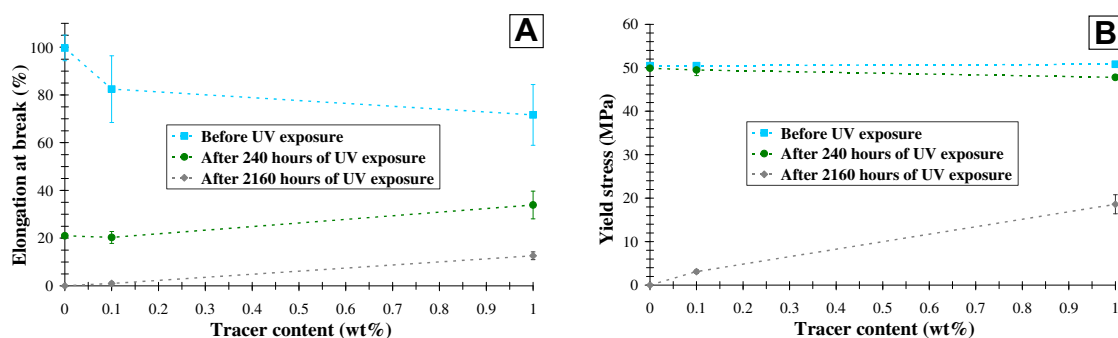 A
Elongation at break (%)
100
80
60
40
20
0
Before UV exposure
After 240 hours of UV exposure
After 2160 hours of UV exposure
0 0.1 0.2 0.3 0.4 0.5 0.6 0.7 0.8 0.9 1
Tracer content (wt%)
B
Yield stress (MPa)
60
50
40
30
20
10
0
Before UV exposure
After 240 hours of UV exposure
After 2160 hours of UV exposure
0 0.1 0.2 0.3 0.4 0.5 0.6 0.7 0.8 0.9 1
Tracer content (wt%)